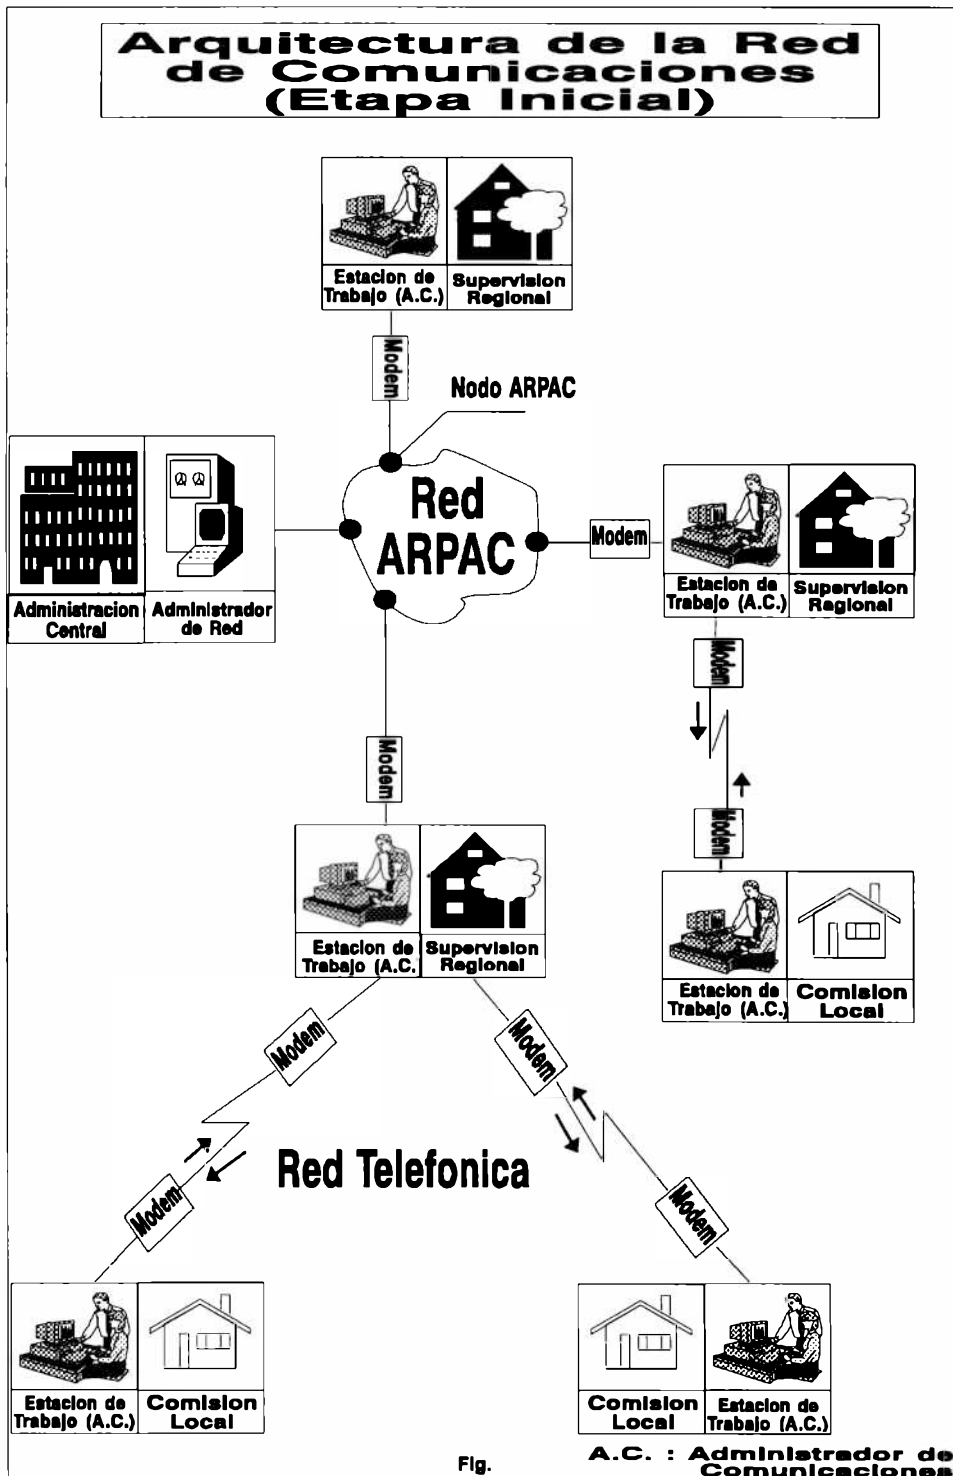 Arquitectura de la Red
de Comunicaciones
(Etapa Inicial)
Estacion de
Trabajo (A.C.)
Supervision
Regional
Modem
Nodo ARPAC
Red
ARPAC
Administracion
Central
Administrador
de Red
Modem
Estacion de
Trabajo (A.C.)
Supervision
Regional
Modem
Modem
Modem
Estacion de
Trabajo (A.C.
Supervision
Regional
Estacion de
Trabajo (A.C.)
Comision
Local
Modem
Modem
Red Telefonica
Modem
Modem
Estacion de
Trabajo (A.C.)
Comision
Local
Comision
Local
Estacion de
Trabajo (A.C.)
Fig.
A.C. : Administrador de
Comunicaciones